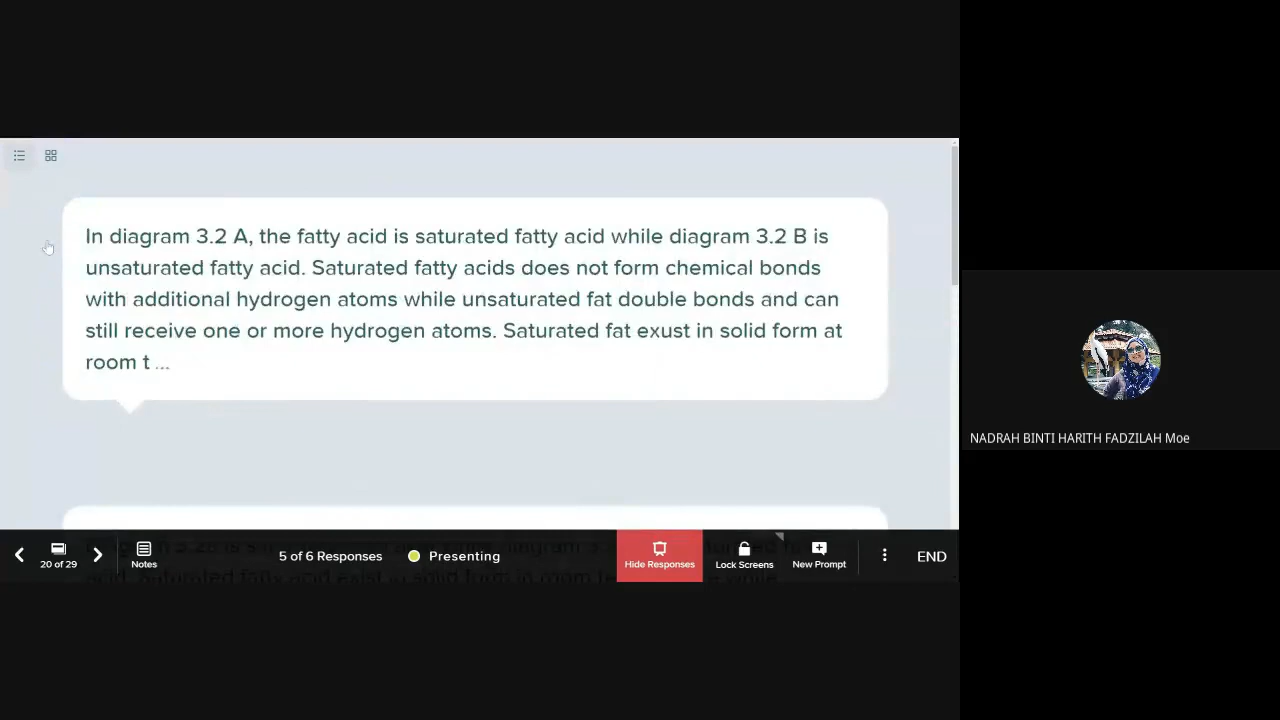 In diagram 3.2 A, the fatty acid is saturated fatty acid while diagram 3.2 B is
unsaturated fatty acid. Saturated fatty acids does not form chemical bonds
with additional hydrogen atoms while unsaturated fat double bonds and can
still receive one or more hydrogen atoms. Saturated fat exust in solid form at
room t ...
20 of 29
Notes
5 of 6 Responses
Presenting
Hide Responses
Lock Screens
New Prompt
END
NADRAH BINTI HARITH FADZILAH Moe